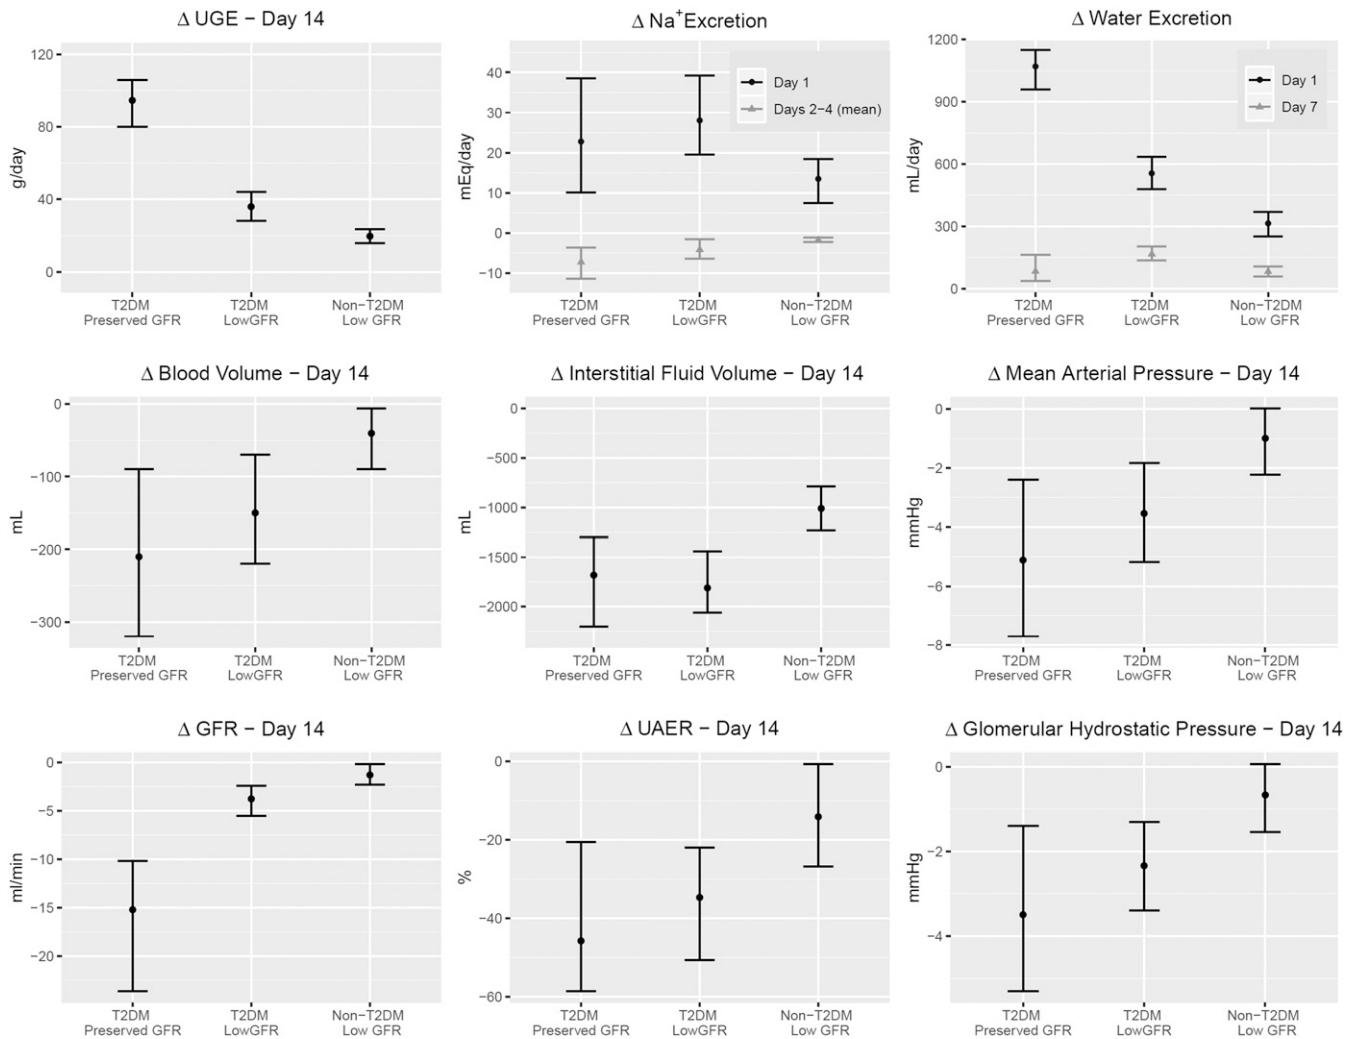 Δ UGE − Day 14
g/day
120
80
40
0
T2DM
Preserved GFR
T2DM
LowGFR
Non−T2DM
Low GFR
Δ Na⁺Excretion
mEq/day
40
30
20
10
0
−10
Day 1
Days 2−4 (mean)
T2DM
Preserved GFR
T2DM
LowGFR
Non−T2DM
Low GFR
Δ Water Excretion
mL/day
1200
900
600
300
0
Day 1
Day 7
T2DM
Preserved GFR
T2DM
LowGFR
Non−T2DM
Low GFR
Δ Blood Volume − Day 14
mL
0
−100
−200
−300
T2DM
Preserved GFR
T2DM
LowGFR
Non−T2DM
Low GFR
Δ Interstitial Fluid Volume − Day 14
mL
0
−500
−1000
−1500
−2000
T2DM
Preserved GFR
T2DM
LowGFR
Non−T2DM
Low GFR
Δ Mean Arterial Pressure − Day 14
mmHg
0
−2
−4
−6
−8
T2DM
Preserved GFR
T2DM
LowGFR
Non−T2DM
Low GFR
Δ GFR − Day 14
ml/min
0
−5
−10
−15
−20
T2DM
Preserved GFR
T2DM
LowGFR
Non−T2DM
Low GFR
Δ UAER − Day 14
%
0
−20
−40
−60
T2DM
Preserved GFR
T2DM
LowGFR
Non−T2DM
Low GFR
Δ Glomerular Hydrostatic Pressure − Day 14
mmHg
0
−2
−4
T2DM
Preserved GFR
T2DM
LowGFR
Non−T2DM
Low GFR